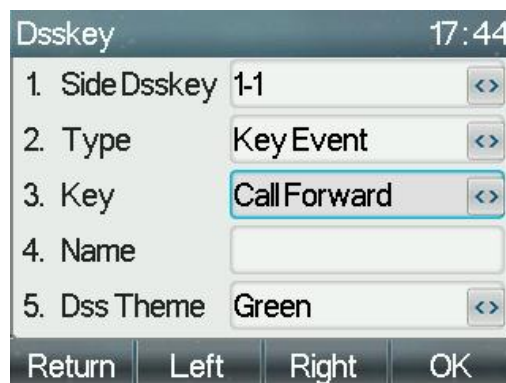 Dsskey 17:44
1. Side Dsskey 1-1
2. Type Key Event
3. Key Call Forward
4. Name
5. Dss Theme Green
Return Left Right OK